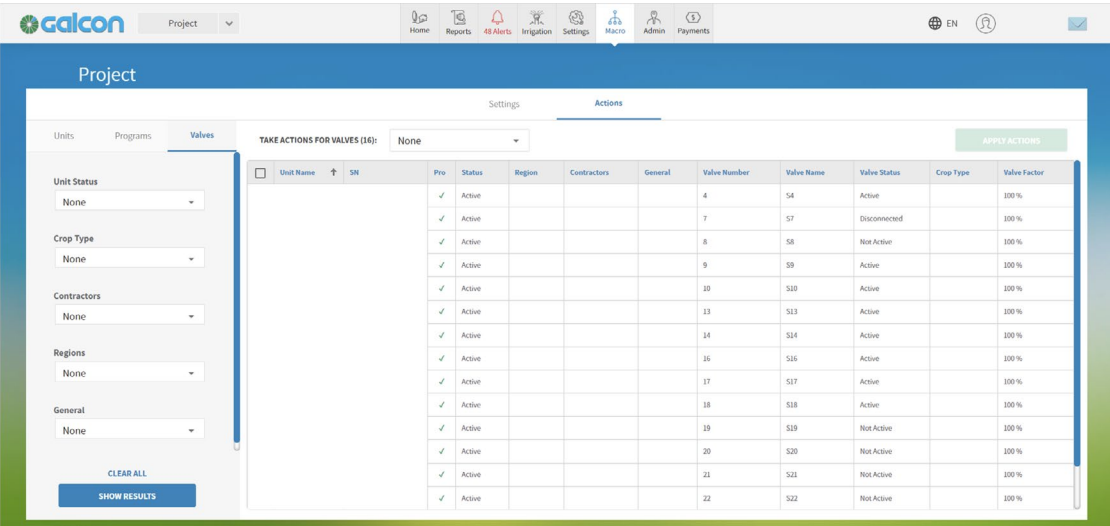 Galcon
Project
Home
Reports
48 Alerts
Irrigation
Settings
Macro
Admin
Payments
EN
Project
Settings
Actions
Units
Programs
Valves
TAKE ACTIONS FOR VALVES (16):
None
APPLY ACTIONS
Unit Status
None
Crop Type
None
Contractors
None
Regions
None
General
None
CLEAR ALL
SHOW RESULTS
Unit Name SN Pro Status Region Contractors General Valve Number Valve Name Valve Status Crop Type Valve Factor
Active 4 S4 Active 100 %
Active 7 S7 Disconnected 100 %
Active 8 S8 Not Active 100 %
Active 9 S9 Active 100 %
Active 10 S10 Active 100 %
Active 13 S13 Active 100 %
Active 14 S14 Active 100 %
Active 16 S16 Active 100 %
Active 17 S17 Active 100 %
Active 18 S18 Active 100 %
Active 19 S19 Not Active 100 %
Active 20 S20 Not Active 100 %
Active 21 S21 Not Active 100 %
Active 22 S22 Not Active 100 %